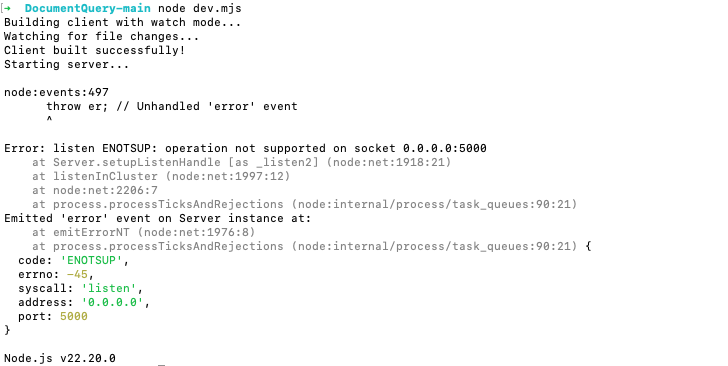 [➜ DocumentQuery-main node dev.mjs
Building client with watch mode...
Watching for file changes...
Client built successfully!
Starting server...
node:events:497
throw er; // Unhandled 'error' event
^
Error: listen ENOTSUP: operation not supported on socket 0.0.0.0:5000
at Server.setupListenHandle [as _listen2] (node:net:1918:21)
at listenInCluster (node:net:1997:12)
at node:net:2206:7
at process.processTicksAndRejections (node:internal/process/task_queues:90:21)
Emitted 'error' event on Server instance at:
at emitErrorNT (node:net:1976:8)
at process.processTicksAndRejections (node:internal/process/task_queues:90:21) {
code: 'ENOTSUP',
errno: -45,
syscall: 'listen',
address: '0.0.0.0',
port: 5000
}
Node.js v22.20.0